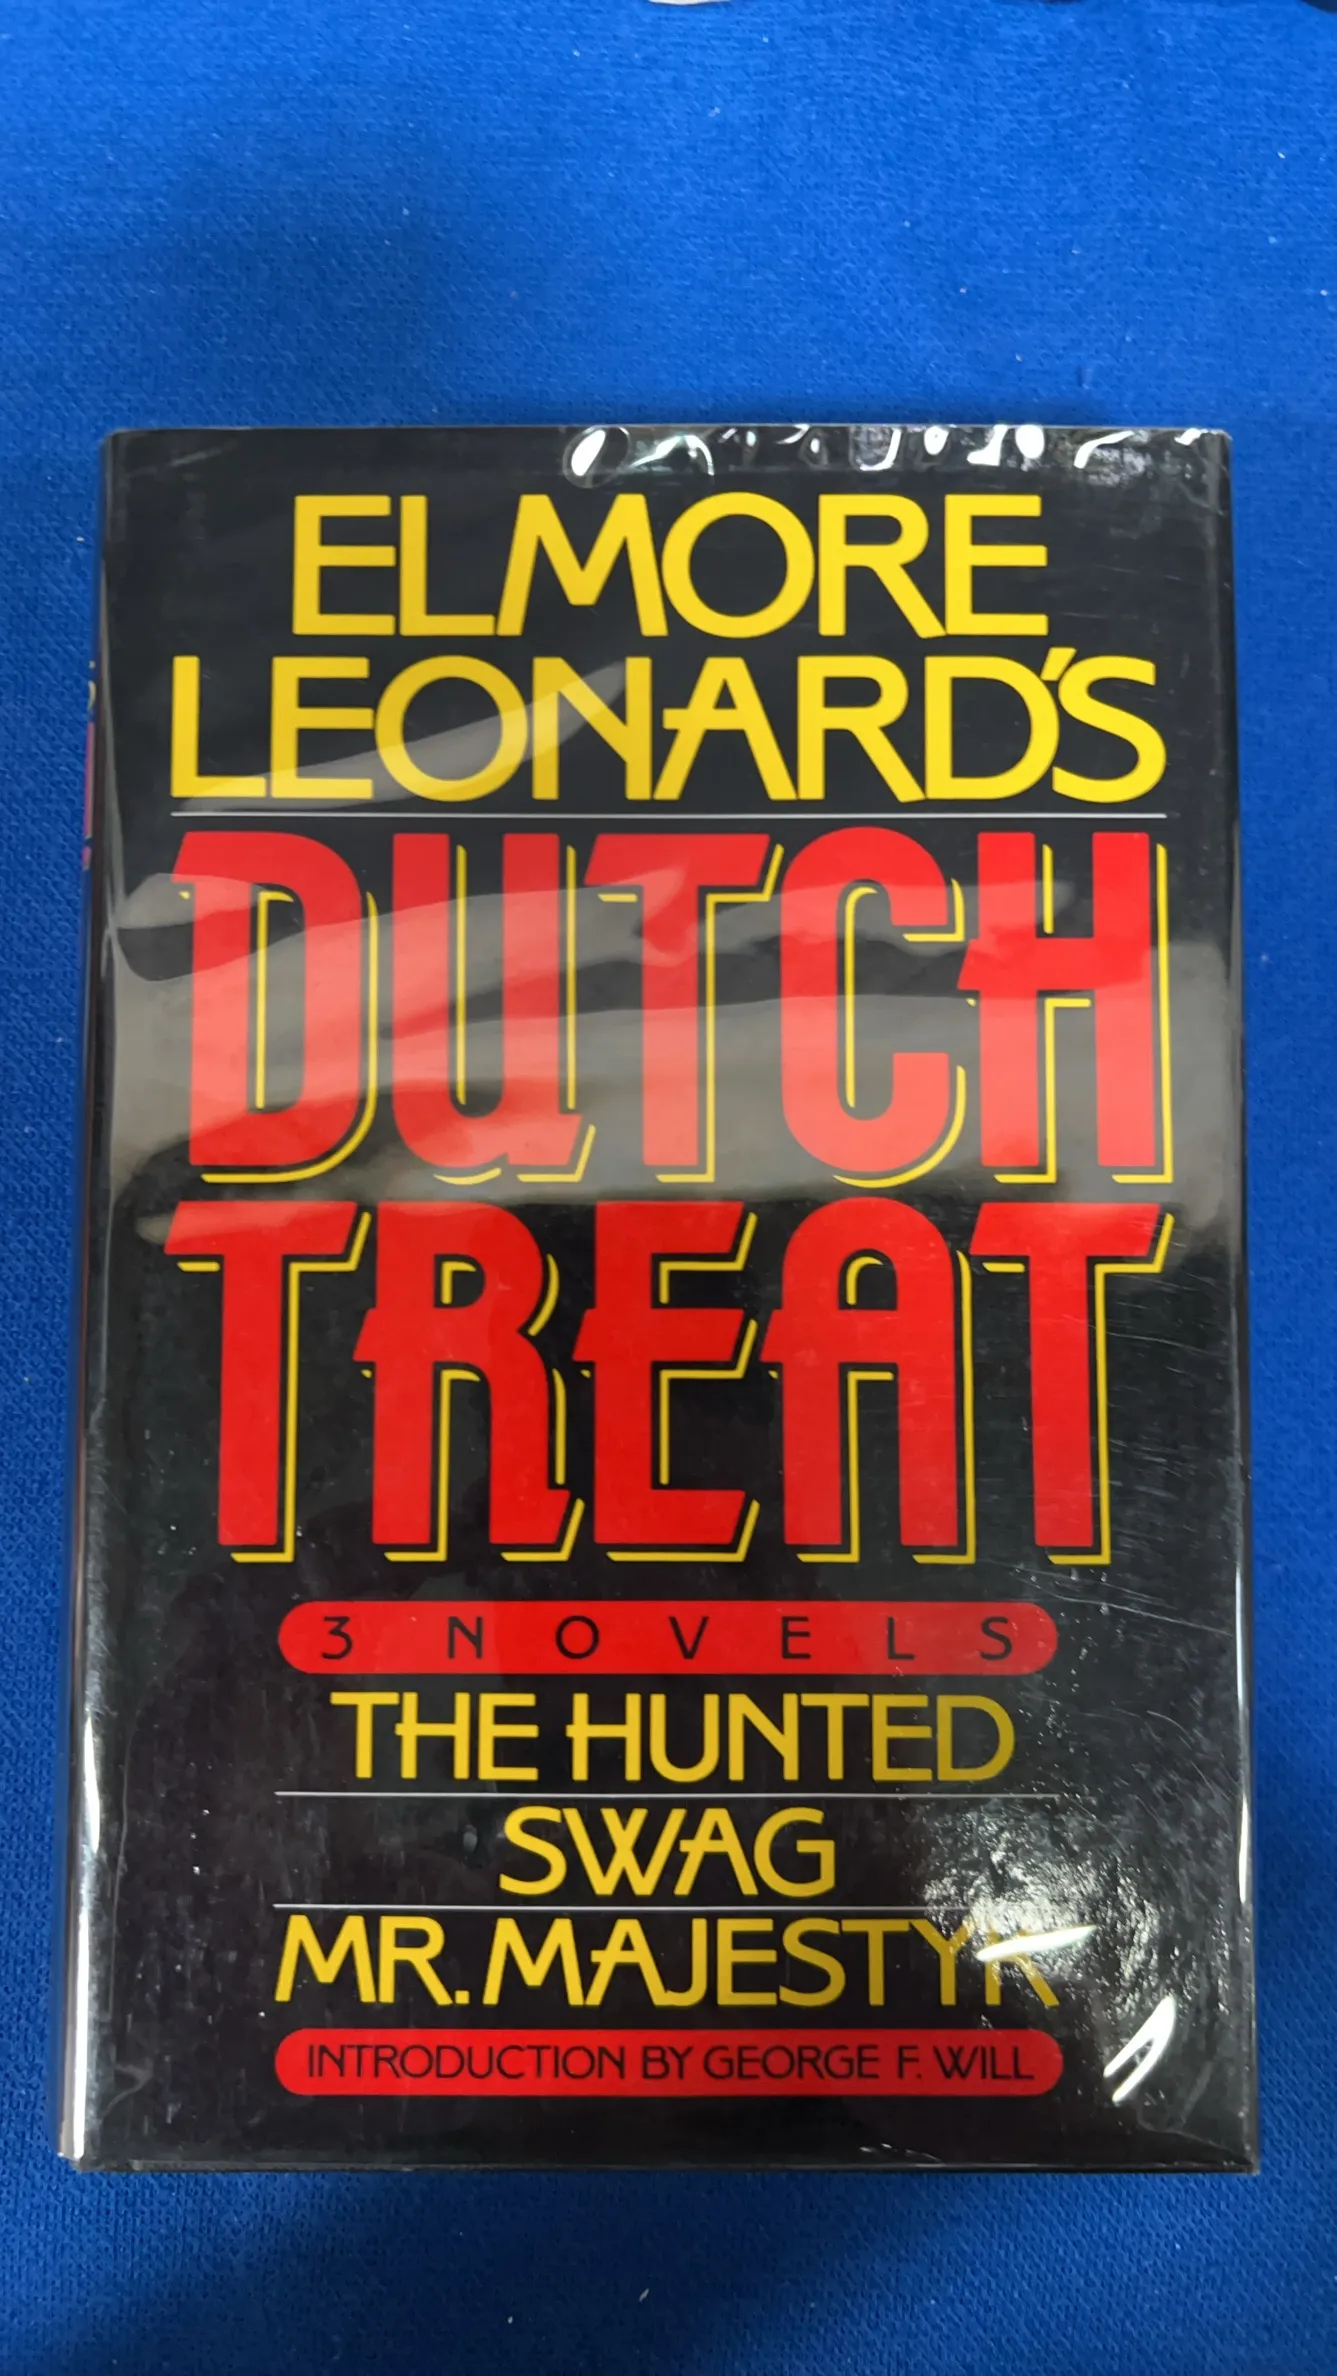 ELMORE
LEONARD'S
DUTCH
TREAT
3 NOVELS
THE HUNTED
SWAG
MR. MAJESTYK
INTRODUCTION BY GEORGE F. WILL